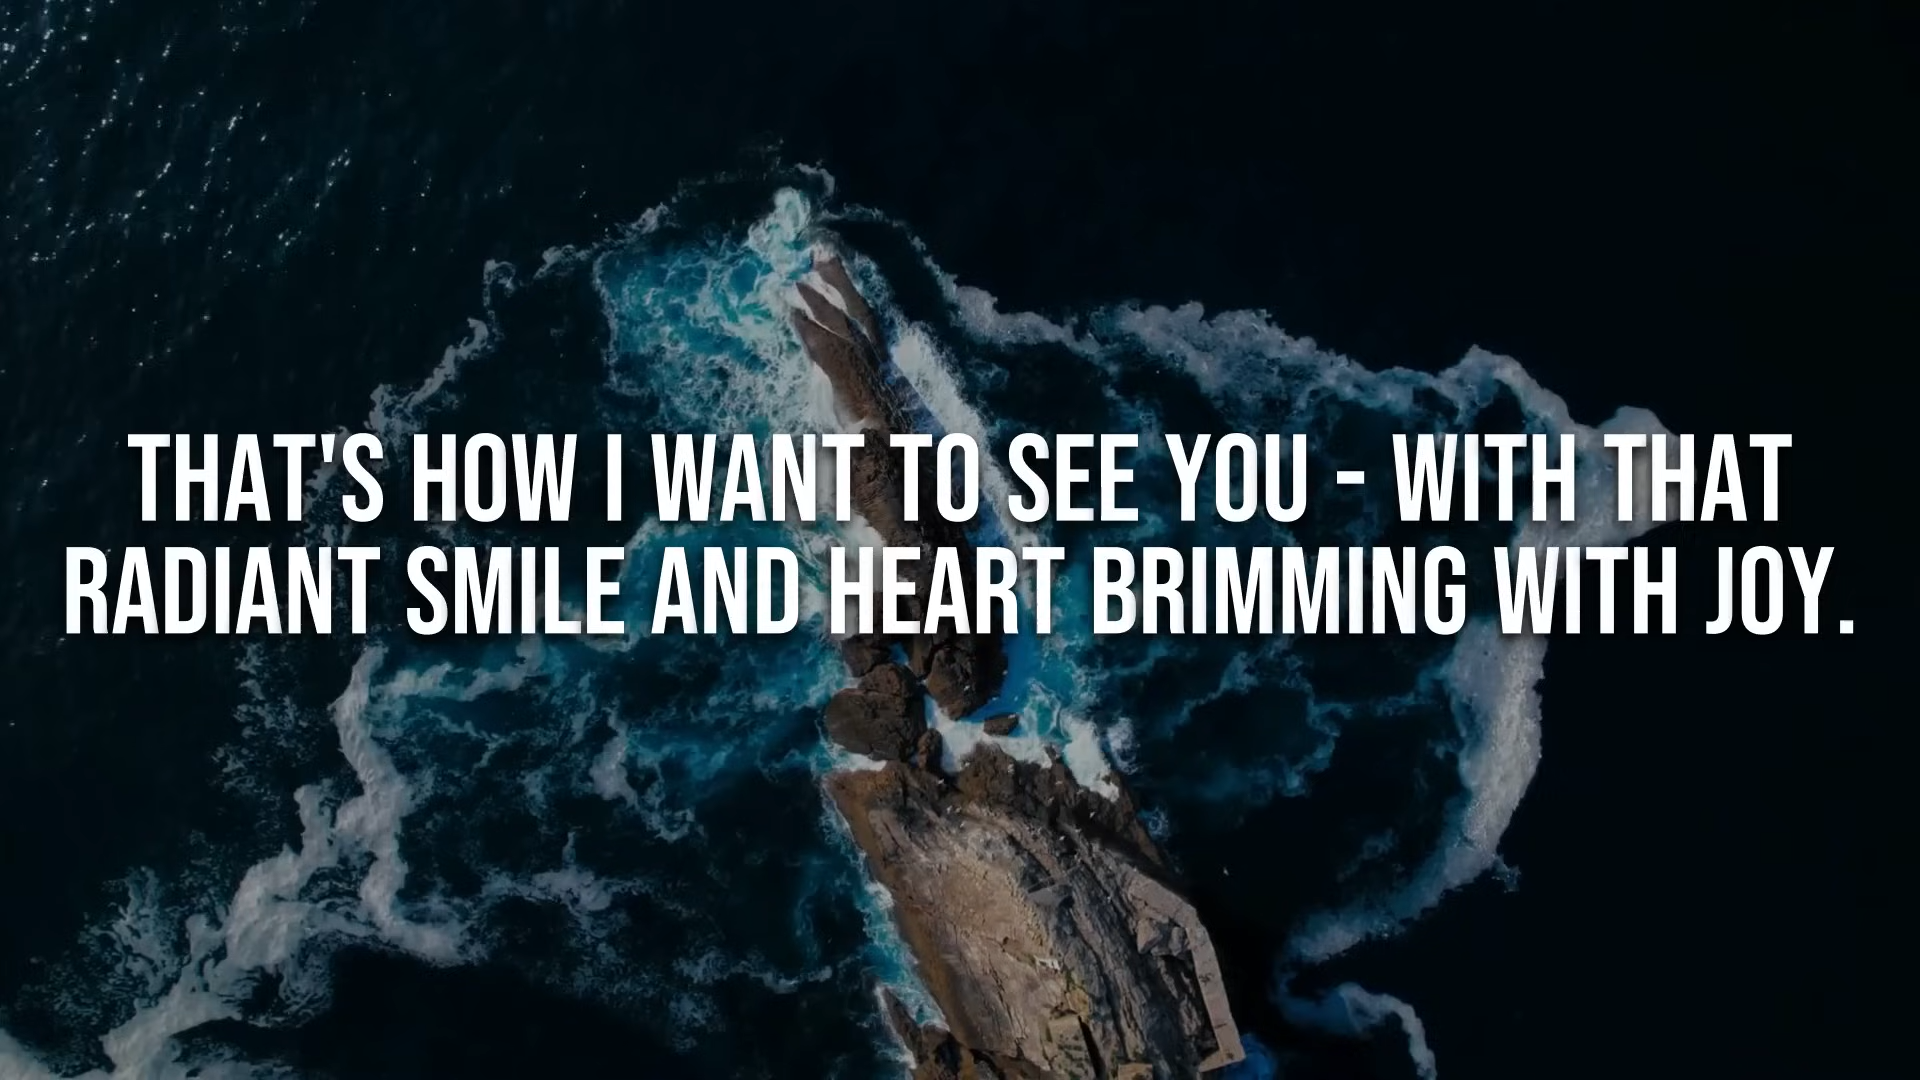 THAT'S HOW I WANT TO SEE YOU - WITH THAT
RADIANT SMILE AND HEART BRIMMING WITH JOY.